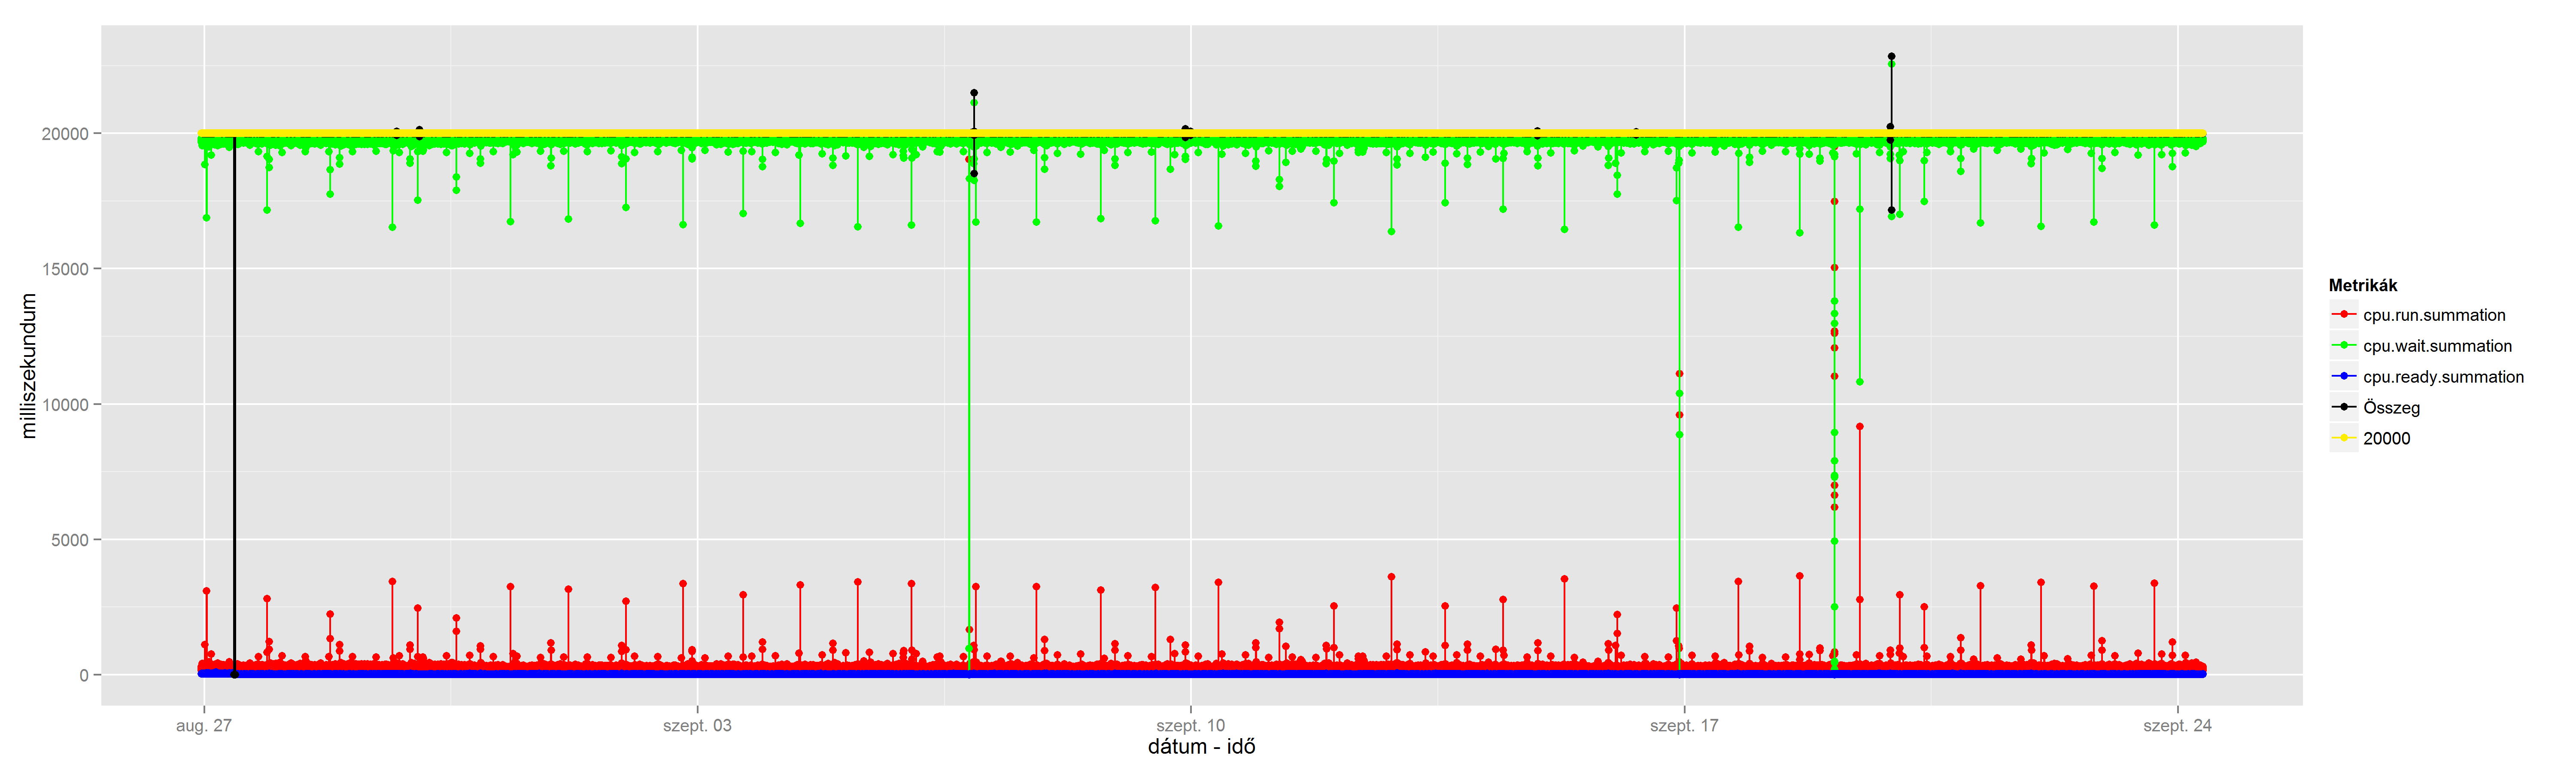 milliszekundum
20000
15000
10000
5000
0
aug. 27
szept. 03
szept. 10
szept. 17
szept. 24
dátum - idő
Metrikák
cpu.run.summation
cpu.wait.summation
cpu.ready.summation
Összeg
20000